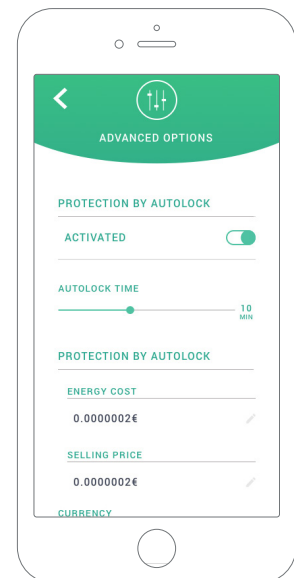 ADVANCED OPTIONS
PROTECTION BY AUTOLOCK
ACTIVATED
AUTOLOCK TIME
10
MIN
PROTECTION BY AUTOLOCK
ENERGY COST
0.0000002€
SELLING PRICE
0.0000002€
CURRENCY